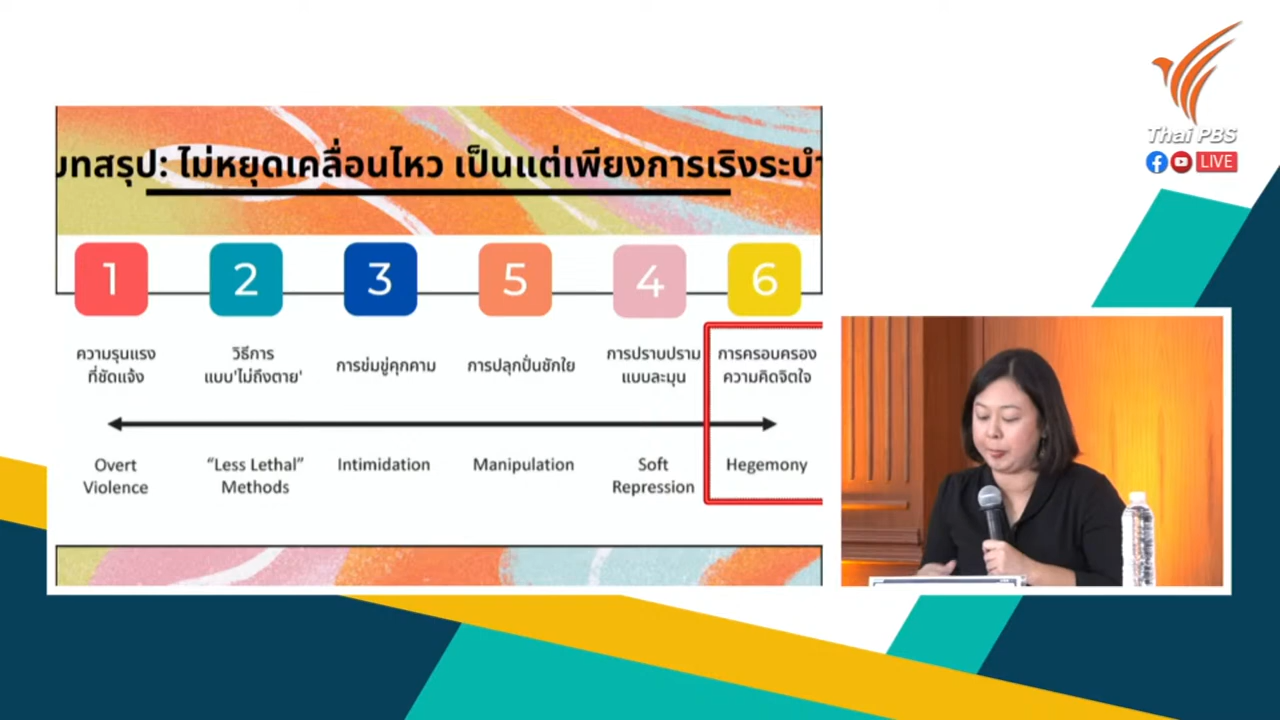 บทสรุป: ไม่หยุดเคลื่อนไหว เป็นแต่เพียงการเริงระบำ
1 2 3 5 4 6
ความรุนแรง
ที่ชัดแจ้ง
วิธีการ
แบบ'ไม่ถึงตาย'
การข่มขู่คุกคาม
การปลุกปั่นชักใย
การปราบปราม
แบบละมุน
การครอบครอง
ความคิดจิตใจ
Overt
Violence
“Less Lethal”
Methods
Intimidation
Manipulation
Soft
Repression
Hegemony
Thai PBS
LIVE